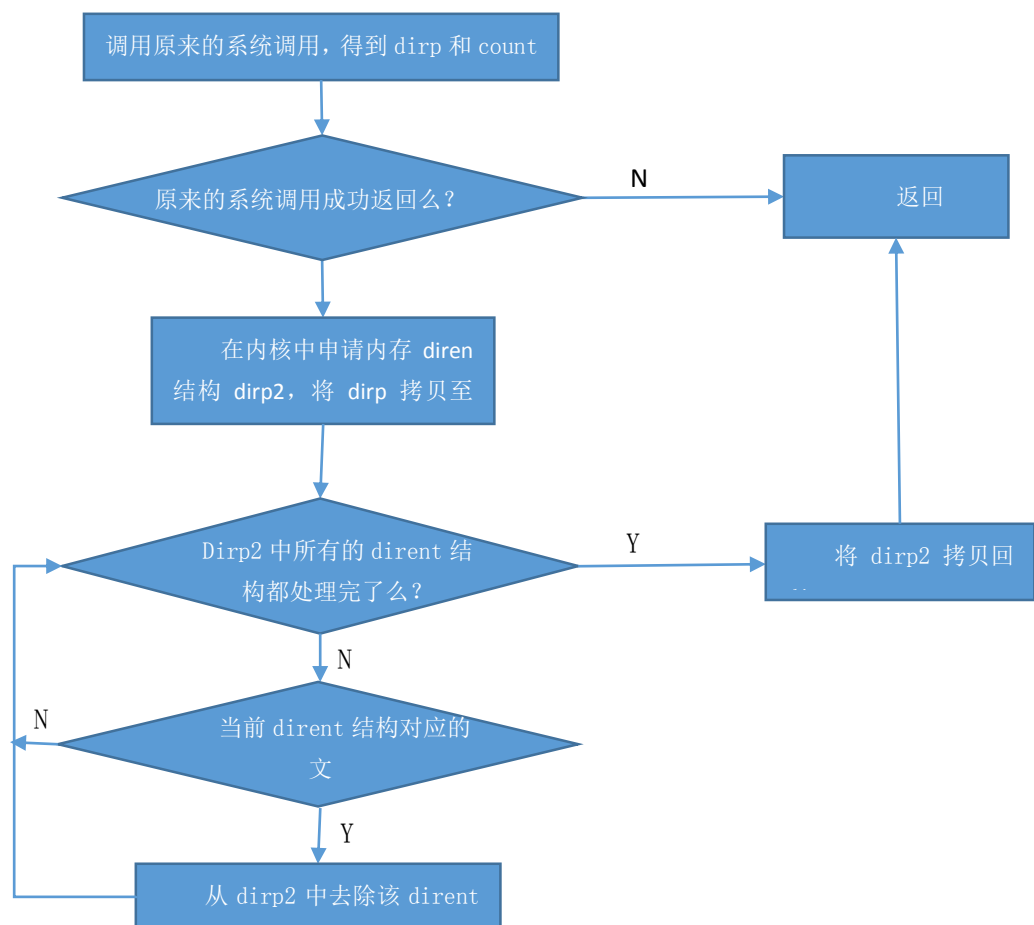 调用原来的系统调用，得到 dirp 和 count
原来的系统调用成功返回么？
N
返回
在内核中申请内存 diren
结构 dirp2，将 dirp 拷贝至
Dirp2 中所有的 dirent 结
构都处理完了么？
Y
将 dirp2 拷贝回
N
当前 dirent 结构对应的
文
N
Y
从 dirp2 中去除该 dirent